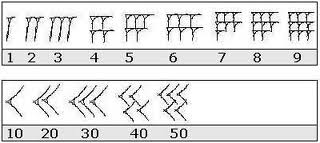 𒁹 𒈫 𒐈 𒐼 𒐊 𒐋 𒑂 𒑄 𒑆
1 2 3 4 5 6 7 8 9
𒌋 𒎙 𒌍 𒐏 𒐐
10 20 30 40 50